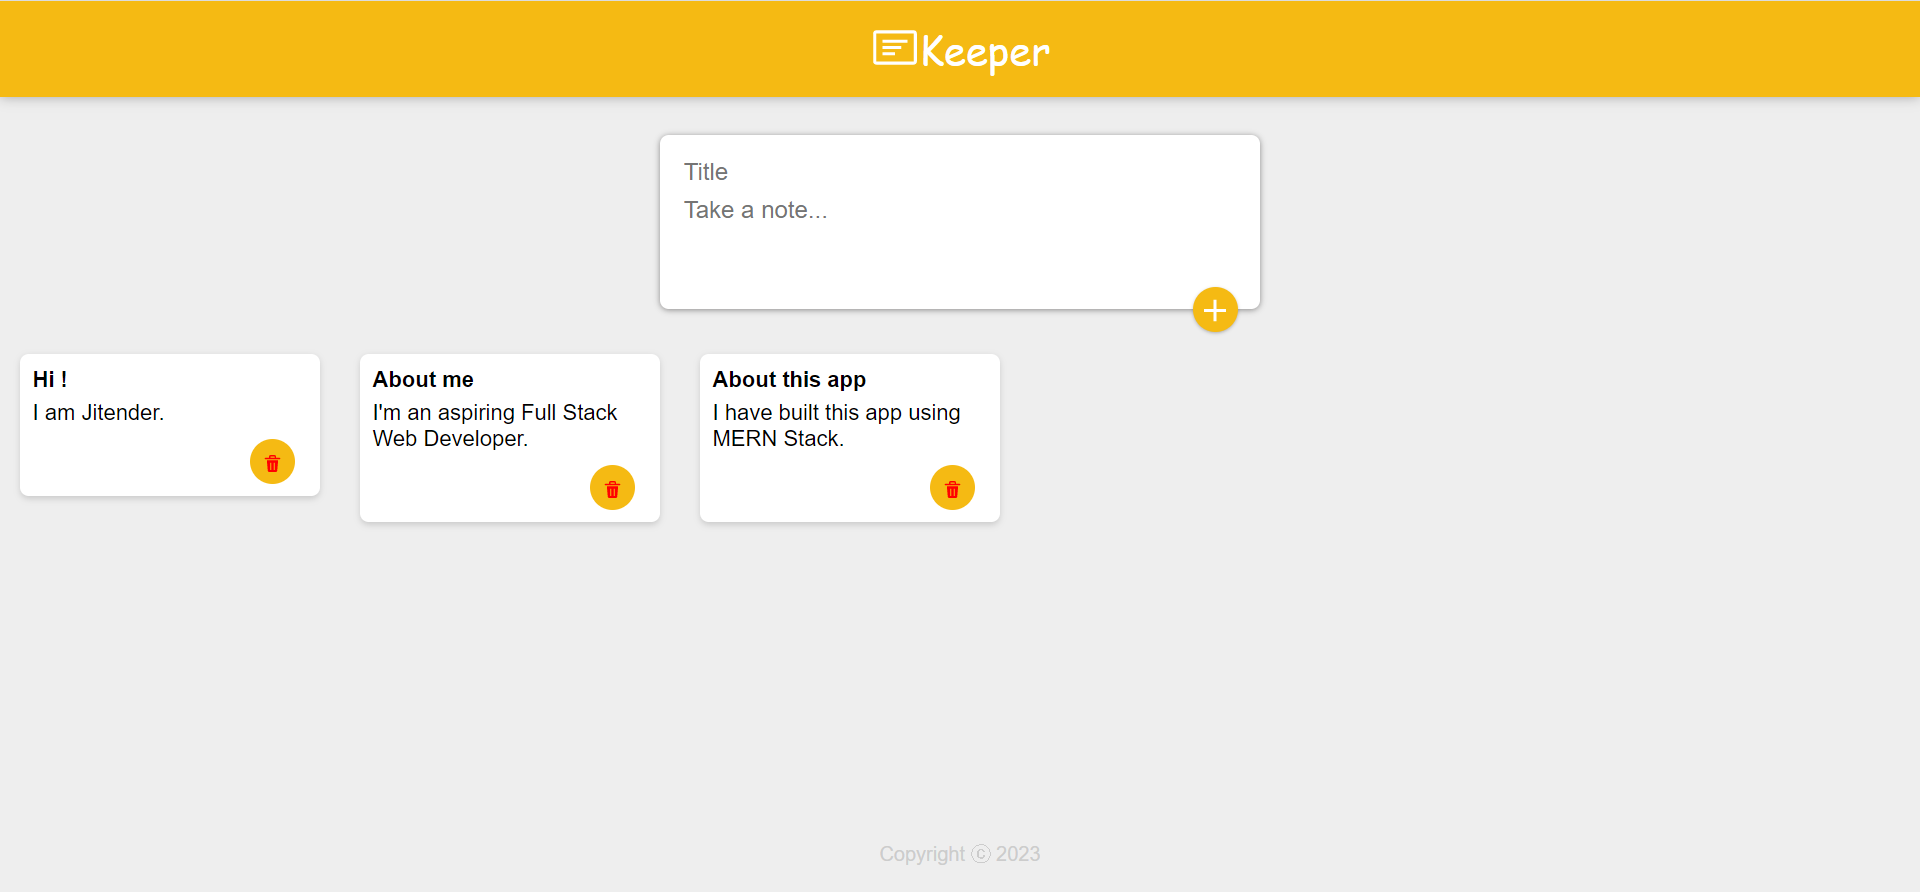 Keeper
Title
Take a note...
Hi !
I am Jitender.
About me
I'm an aspiring Full Stack
Web Developer.
About this app
I have built this app using
MERN Stack.
Copyright ⓒ 2023